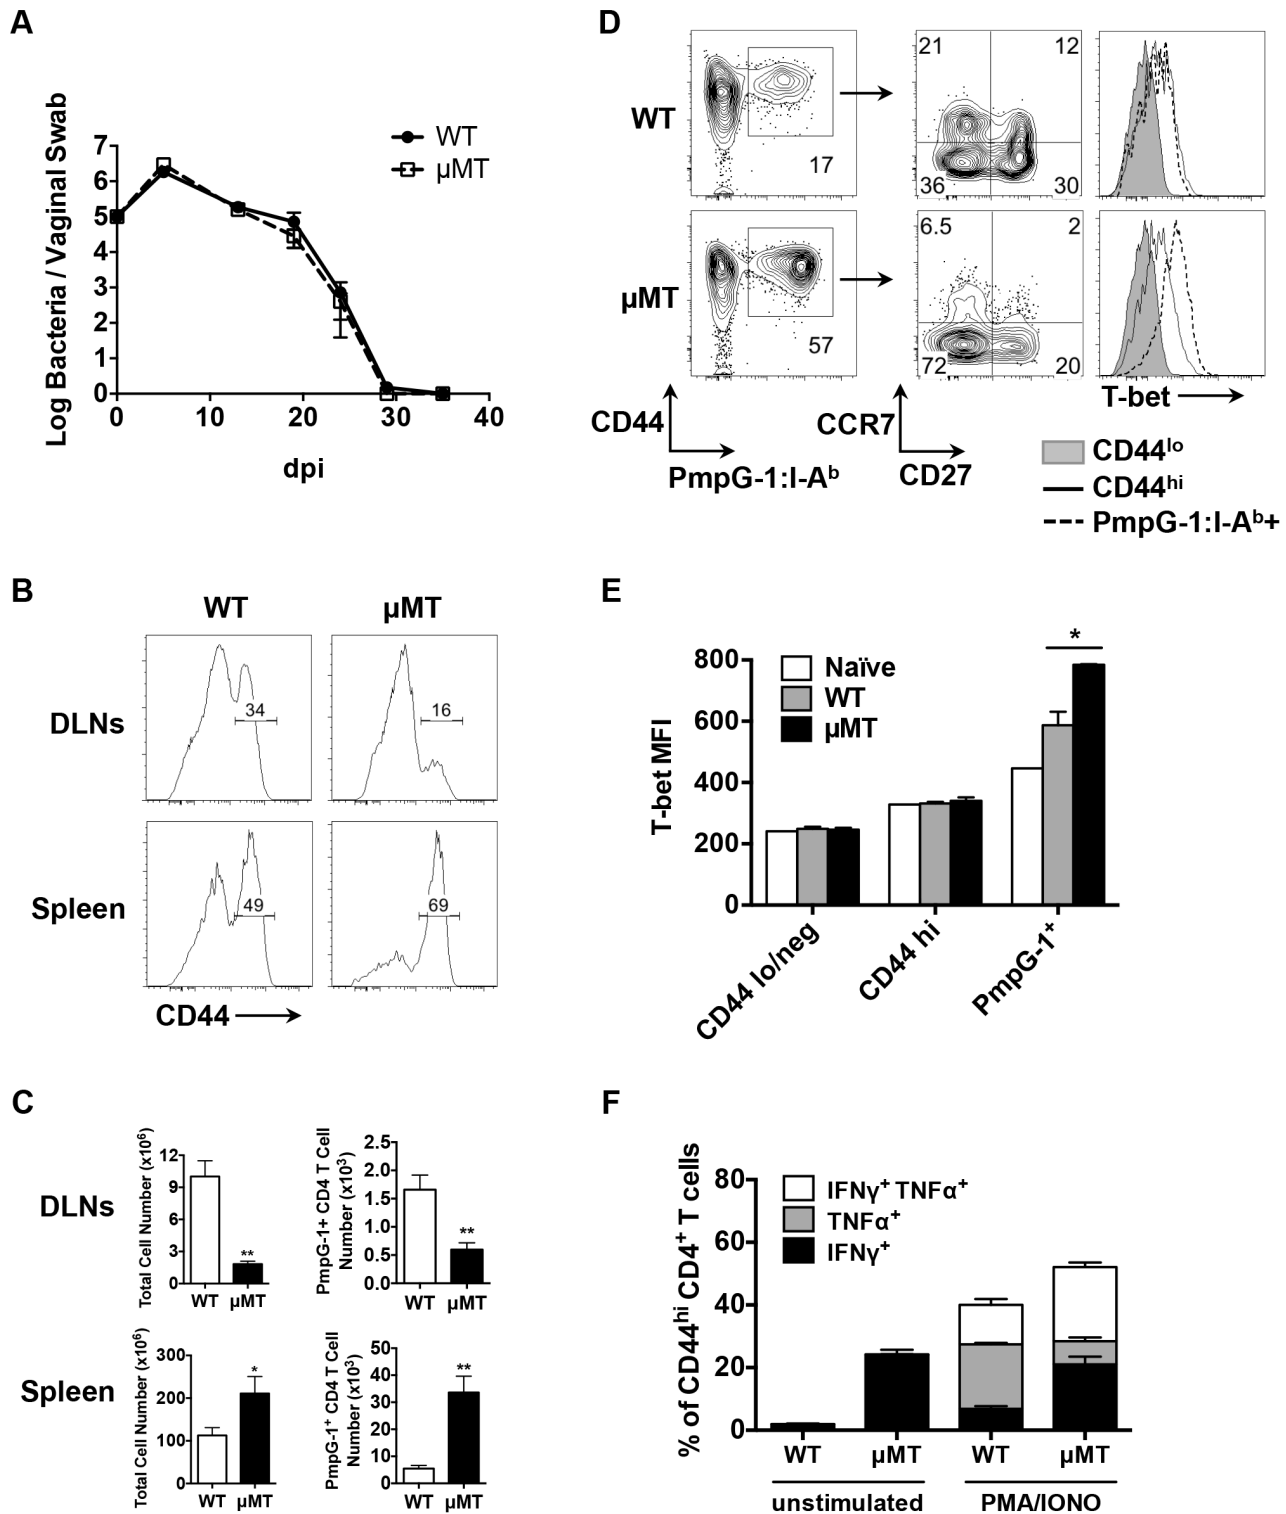 A
Log Bacteria / Vaginal Swab
7
6
5
4
3
2
1
0
0
10
20
30
40
dpi
WT
µMT
B
WT
µMT
DLNs
34
16
Spleen
49
69
CD44
C
DLNs
Total Cell Number (x10⁶)
12
9
6
3
0
**
WT
µMT
PmpG-1+ CD4 T Cell
Number (x10³)
2.5
2.0
1.5
1.0
0.5
0.0
**
WT
µMT
Spleen
Total Cell Number (x10⁶)
300
200
100
0
*
WT
µMT
PmpG-1⁺ CD4 T Cell
Number (x10³)
50
40
30
20
10
0
**
WT
µMT
D
WT
17
21
12
36
30
µMT
57
6.5
2
72
20
CD44
PmpG-1:I-Aᵇ
CCR7
CD27
T-bet
CD44ˡᵒ
CD44ʰⁱ
PmpG-1:I-Aᵇ+
E
T-bet MFI
800
600
400
200
0
Naïve
WT
µMT
*
CD44 lo/neg
CD44 hi
PmpG-1⁺
F
% of CD44ʰⁱ CD4⁺ T cells
80
60
40
20
0
IFNγ⁺ TNFα⁺
TNFα⁺
IFNγ⁺
WT
µMT
WT
µMT
unstimulated
PMA/IONO